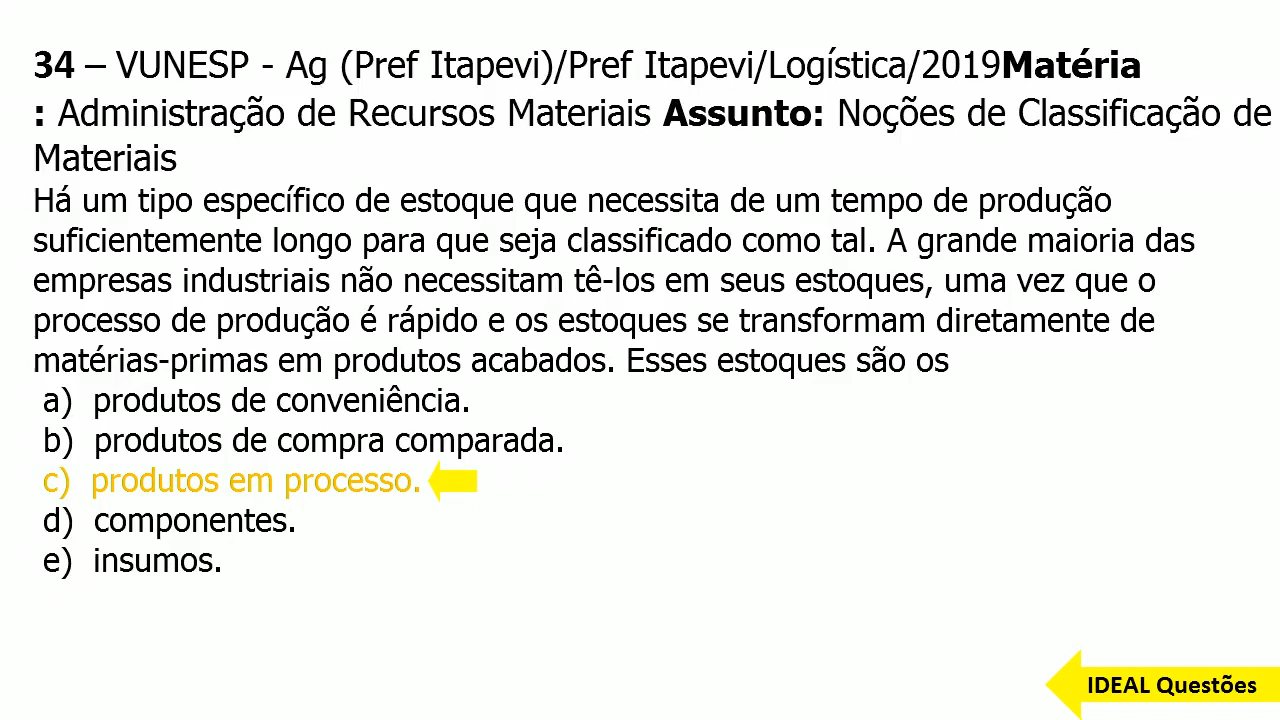 34 – VUNESP - Ag (Pref Itapevi)/Pref Itapevi/Logística/2019Matéria
: Administração de Recursos Materiais Assunto: Noções de Classificação de
Materiais
Há um tipo específico de estoque que necessita de um tempo de produção
suficientemente longo para que seja classificado como tal. A grande maioria das
empresas industriais não necessitam tê-los em seus estoques, uma vez que o
processo de produção é rápido e os estoques se transformam diretamente de
matérias-primas em produtos acabados. Esses estoques são os
a) produtos de conveniência.
b) produtos de compra comparada.
c) produtos em processo.
d) componentes.
e) insumos.
IDEAL Questões